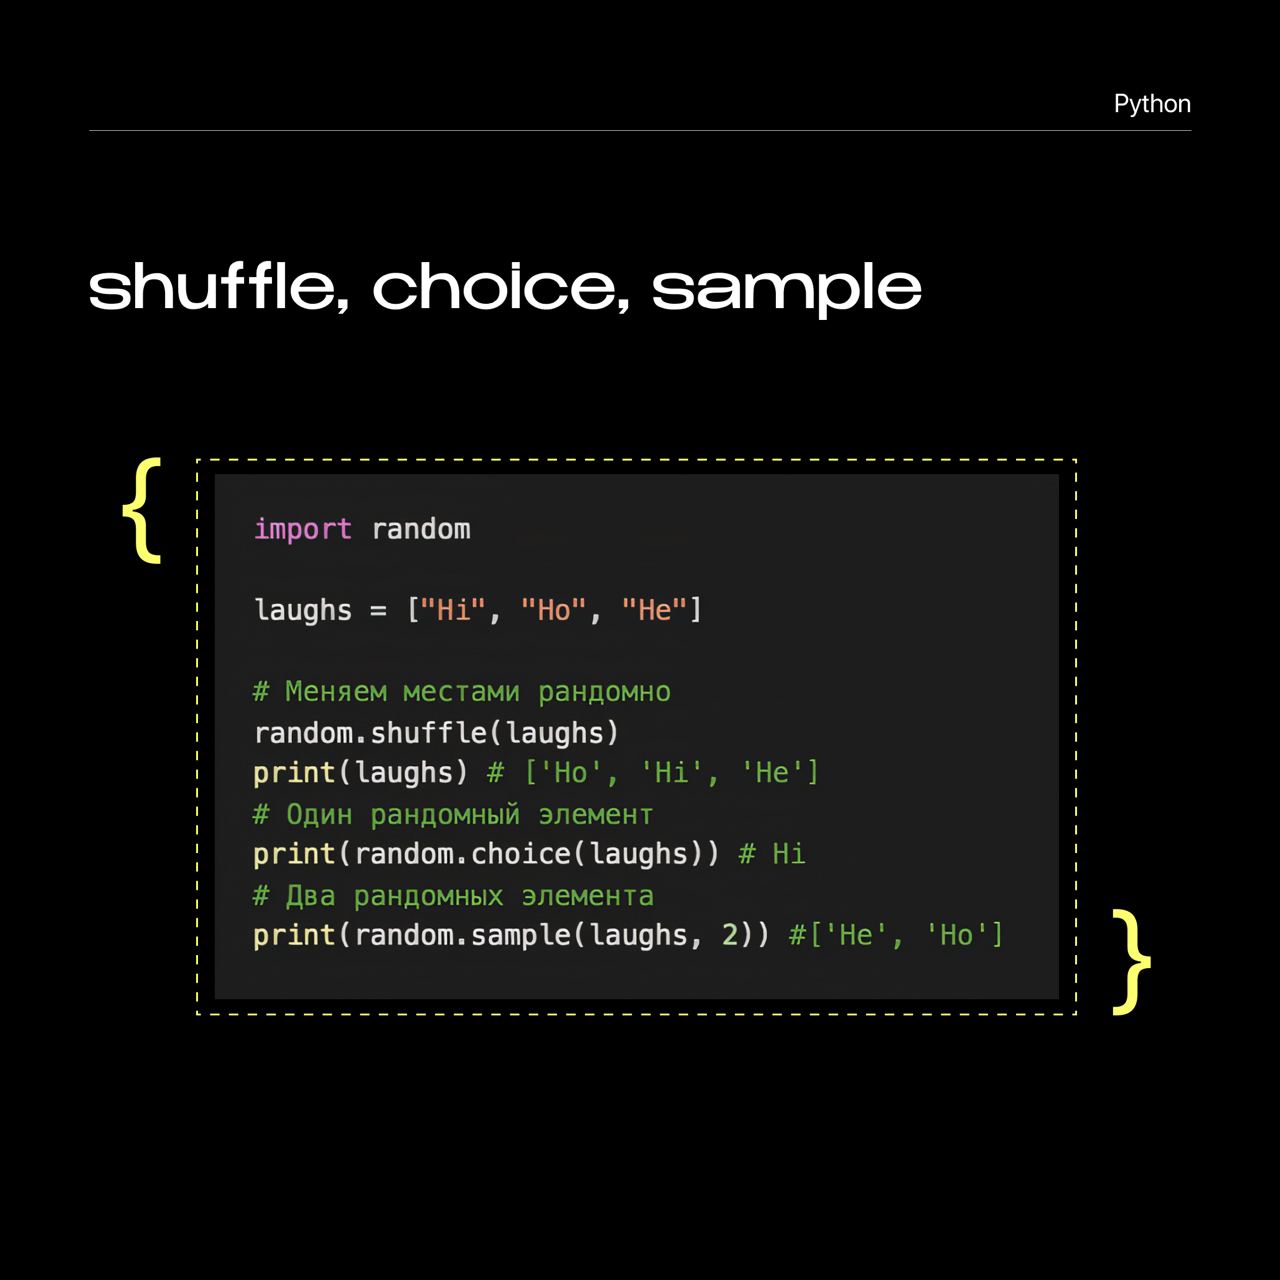 Python
shuffle, choice, sample
{
import random
laughs = ["Hi", "Ho", "He"]
# Меняем местами рандомно
random.shuffle(laughs)
print(laughs) # ['Ho', 'Hi', 'He']
# Один рандомный элемент
print(random.choice(laughs)) # Hi
# Два рандомных элемента
print(random.sample(laughs, 2)) #['He', 'Ho']
}